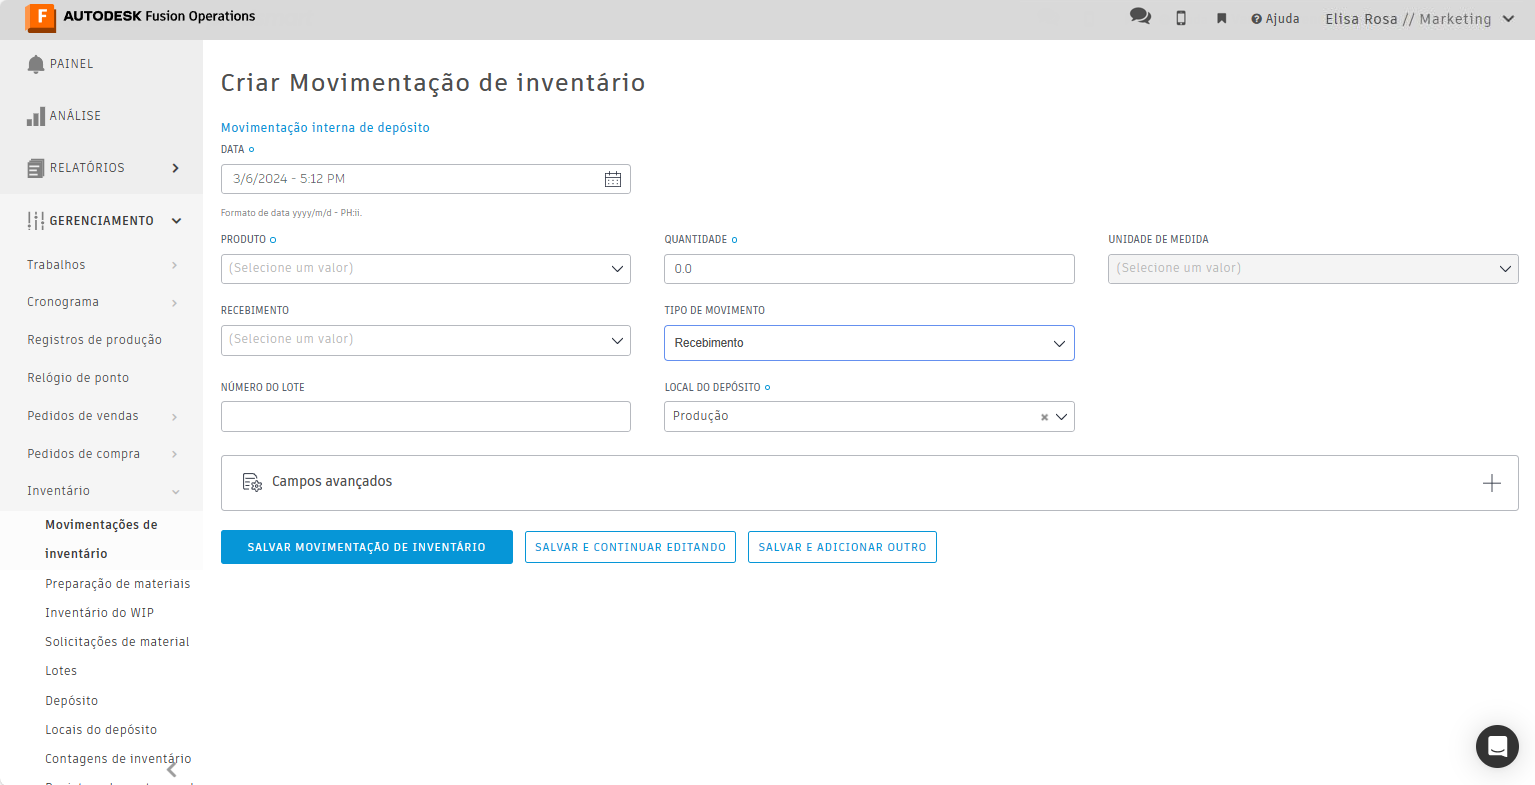 AUTODESK Fusion Operations
Ajuda
Elisa Rosa // Marketing
PAINEL
ANÁLISE
RELATÓRIOS
GERENCIAMENTO
Trabalhos
Cronograma
Registros de produção
Relógio de ponto
Pedidos de vendas
Pedidos de compra
Inventário
Movimentações de
inventário
Preparação de materiais
Inventário do WIP
Solicitações de material
Lotes
Depósito
Locais do depósito
Contagens de inventário
Criar Movimentação de inventário
Movimentação interna de depósito
DATA
3/6/2024 - 5:12 PM
Formato de data yyyy/m/d - PH:ii.
PRODUTO
QUANTIDADE
UNIDADE DE MEDIDA
(Selecione um valor)
0.0
(Selecione um valor)
RECEBIMENTO
TIPO DE MOVIMENTO
(Selecione um valor)
Recebimento
NÚMERO DO LOTE
LOCAL DO DEPÓSITO
Produção
Campos avançados
SALVAR MOVIMENTAÇÃO DE INVENTÁRIO
SALVAR E CONTINUAR EDITANDO
SALVAR E ADICIONAR OUTRO